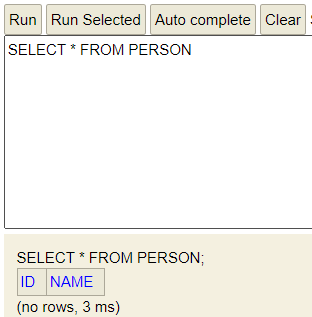 Run Run Selected Auto complete Clear
SELECT * FROM PERSON
SELECT * FROM PERSON;
ID NAME
(no rows, 3 ms)